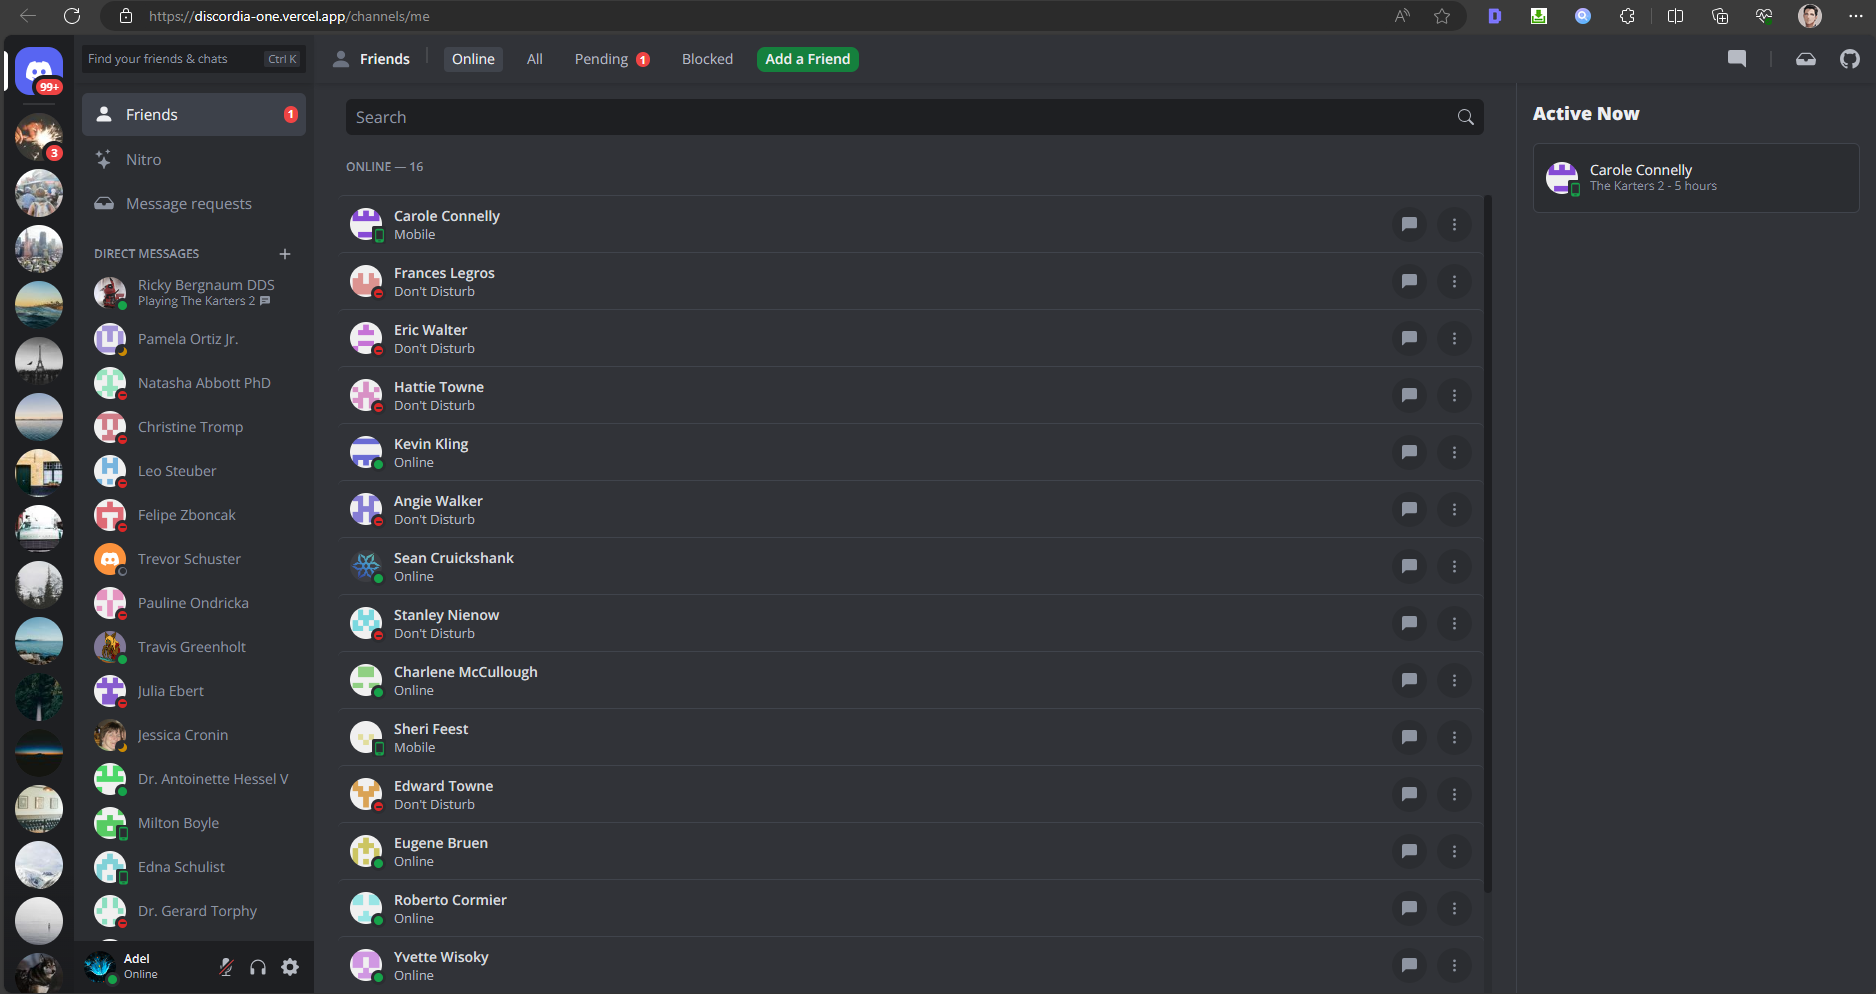 https://discordia-one.vercel.app/channels/me
99+
3
Find your friends & chats
Ctrl K
Friends
1
Nitro
Message requests
DIRECT MESSAGES
Ricky Bergnaum DDS
Playing The Karters 2
Pamela Ortiz Jr.
Natasha Abbott PhD
Christine Tromp
Leo Steuber
Felipe Zboncak
Trevor Schuster
Pauline Ondricka
Travis Greenholt
Julia Ebert
Jessica Cronin
Dr. Antoinette Hessel V
Milton Boyle
Edna Schulist
Dr. Gerard Torphy
Adel
Online
Friends
Online
All
Pending 1
Blocked
Add a Friend
Search
ONLINE — 16
Carole Connelly
Mobile
Frances Legros
Don't Disturb
Eric Walter
Don't Disturb
Hattie Towne
Don't Disturb
Kevin Kling
Online
Angie Walker
Don't Disturb
Sean Cruickshank
Online
Stanley Nienow
Don't Disturb
Charlene McCullough
Online
Sheri Feest
Mobile
Edward Towne
Don't Disturb
Eugene Bruen
Online
Roberto Cormier
Online
Yvette Wisoky
Online
Active Now
Carole Connelly
The Karters 2 - 5 hours